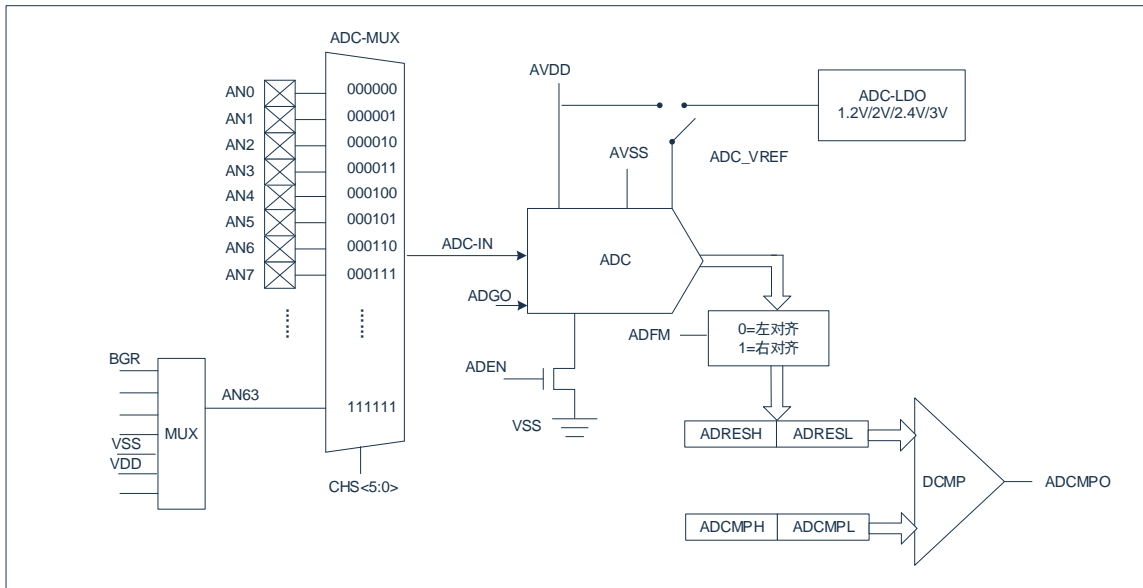 ADC-MUX
AN0
000000
AN1
000001
AN2
000010
AN3
000011
AN4
000100
AN5
000101
AN6
000110
AN7
000111
BGR
VSS
VDD
MUX
AN63
111111
CHS<5:0>
AVDD
AVSS
ADC_VREF
ADC-LDO
1.2V/2V/2.4V/3V
ADC-IN
ADC
ADGO
ADEN
VSS
ADFM
0=左对齐
1=右对齐
ADRESH
ADRESL
ADCMPH
ADCMPL
DCMP
ADCMPO